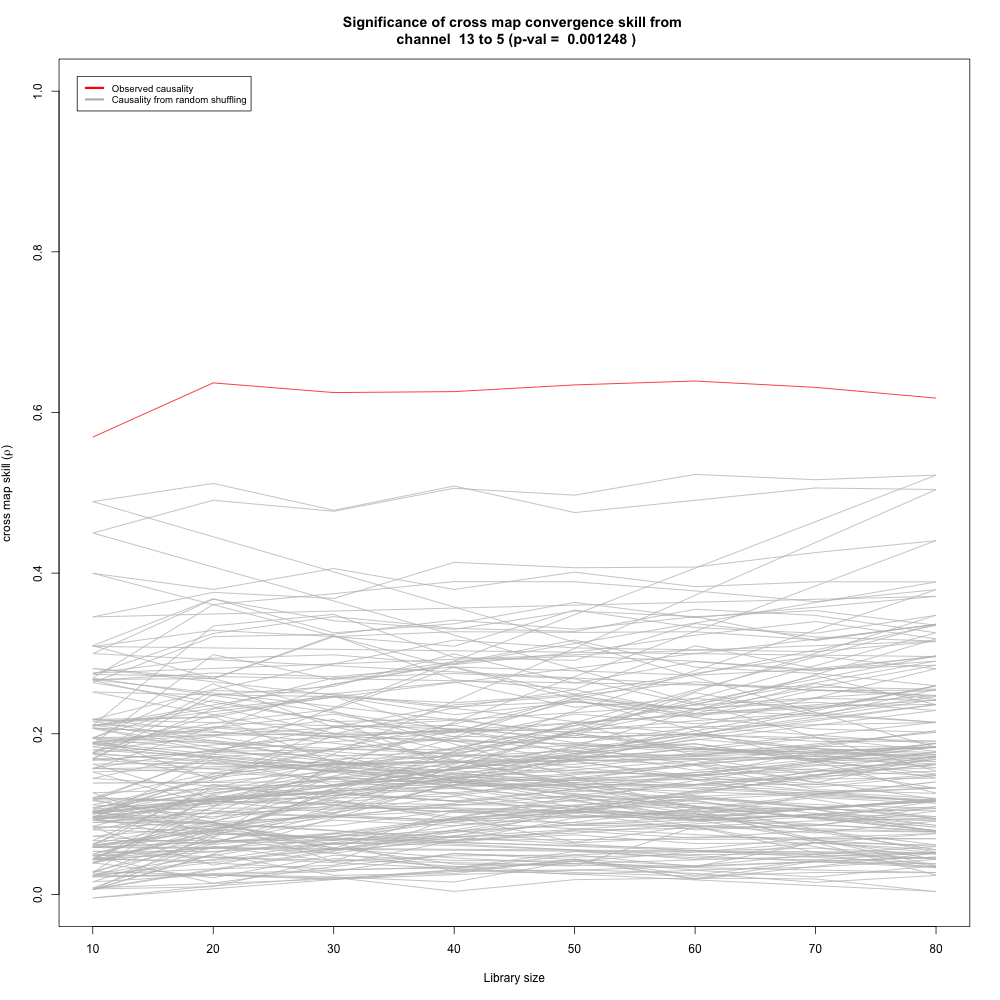 Significance of cross map convergence skill from
channel  13 to 5 (p-val =  0.001248 )
Observed causality
Causality from random shuffling
cross map skill (ρ)
1.0
0.8
0.6
0.4
0.2
0.0
10 20 30 40 50 60 70 80
Library size